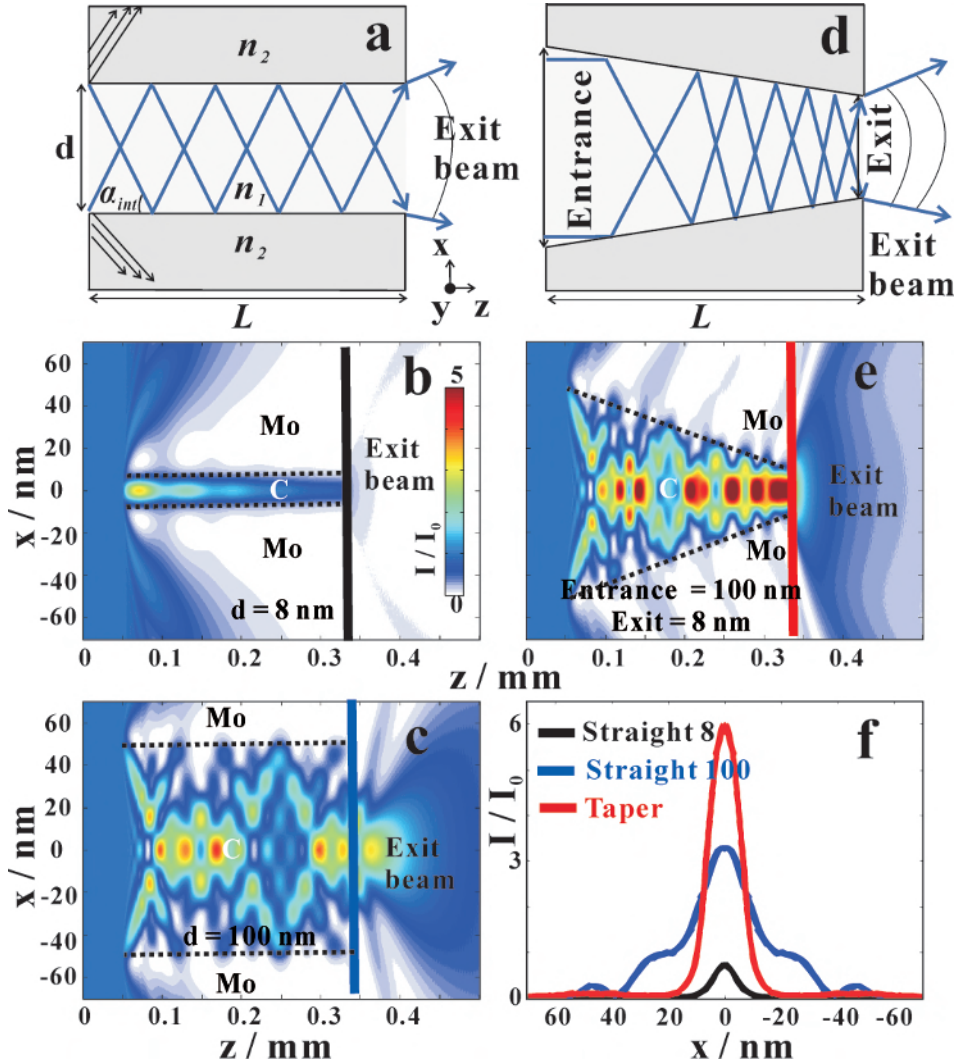 a
n2
d
αint
n1
n2
Exit
beam
x
y
z
L
d
Entrance
Exit
Exit
beam
L
b
60
40
20
0
-20
-40
-60
x / nm
Mo
C
Mo
d = 8 nm
Exit
beam
5
I / I0
0
0
0.1
0.2
0.3
0.4
e
Mo
C
Mo
Exit
beam
Entrance = 100 nm
Exit = 8 nm
0
0.1
0.2
0.3
0.4
z / mm
c
60
40
20
0
-20
-40
-60
x / nm
Mo
C
d = 100 nm
Mo
Exit
beam
0
0.1
0.2
0.3
0.4
z / mm
f
6
3
0
I / I0
Straight 8
Straight 100
Taper
60
40
20
0
-20
-40
-60
x / nm